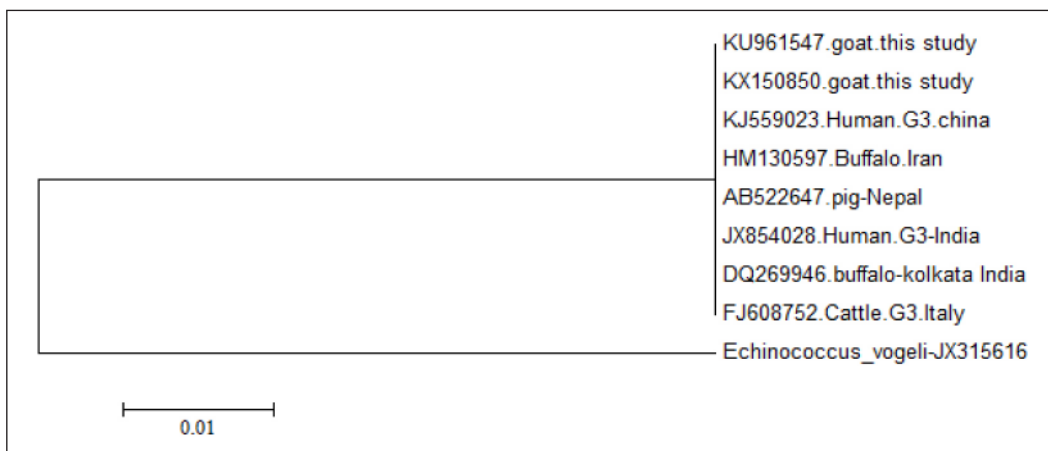 KU961547.goat.this study
KX150850.goat.this study
KJ559023.Human.G3.china
HM130597.Buffalo.Iran
AB522647.pig-Nepal
JX854028.Human.G3-India
DQ269946.buffalo-kolkata India
FJ608752.Cattle.G3.Italy
Echinococcus_vogeli-JX315616
0.01